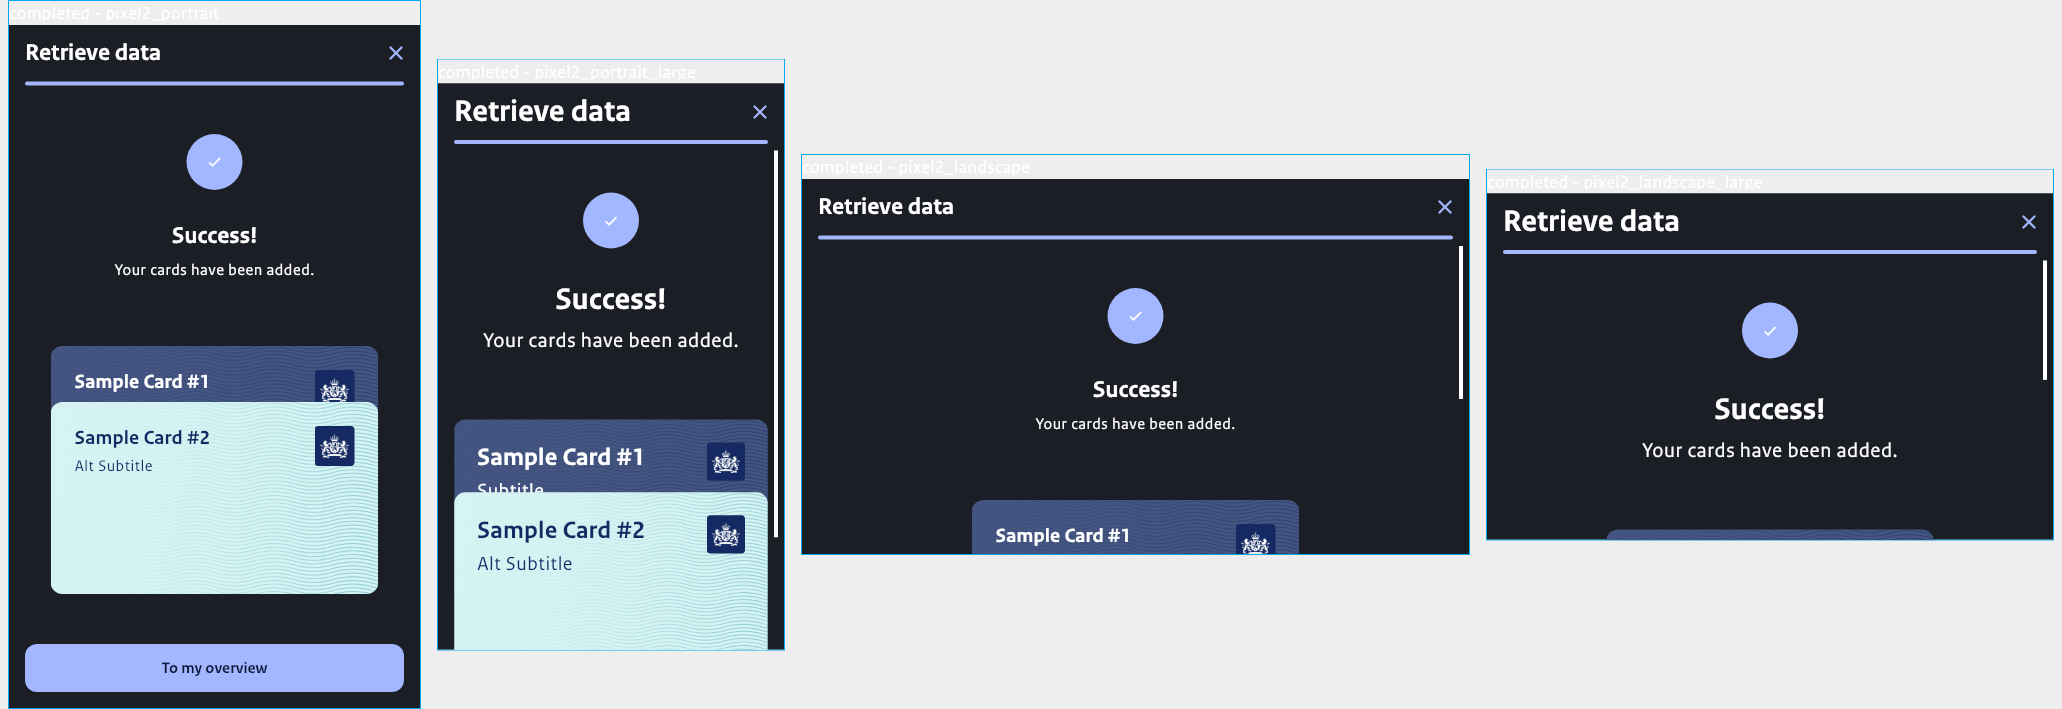 completed - pixel2_portrait
Retrieve data
Success!
Your cards have been added.
Sample Card #1
Sample Card #2
Alt Subtitle
To my overview
completed - pixel2_portrait_large
Retrieve data
Success!
Your cards have been added.
Sample Card #1
Subtitle
Sample Card #2
Alt Subtitle
completed - pixel2_landscape
Retrieve data
Success!
Your cards have been added.
Sample Card #1
completed - pixel2_landscape_large
Retrieve data
Success!
Your cards have been added.